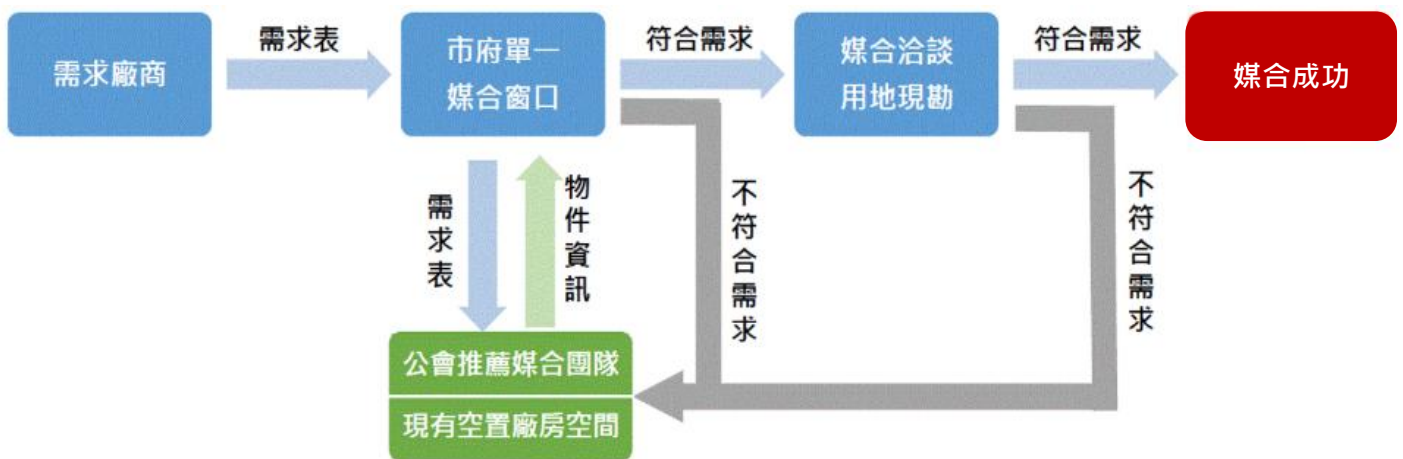 需求廠商
需求表
市府單一
媒合窗口
符合需求
媒合洽談
用地現勘
符合需求
媒合成功
需求表
物件資訊
不符合需求
不符合需求
公會推薦媒合團隊
現有空置廠房空間